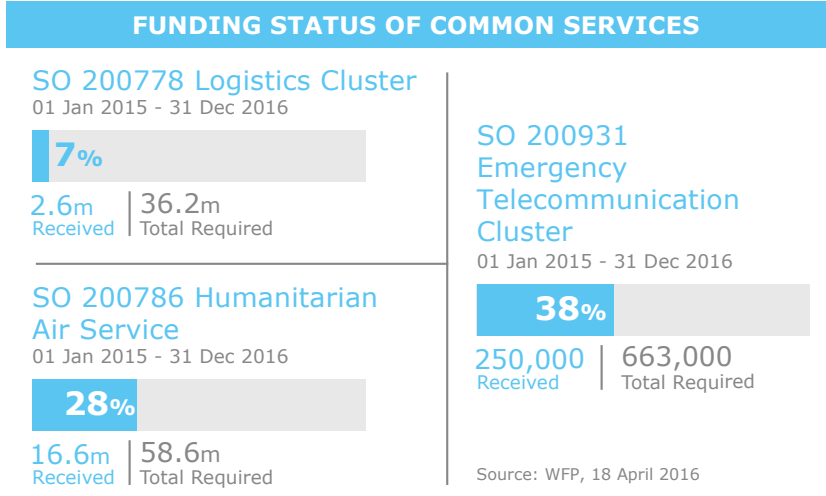 FUNDING STATUS OF COMMON SERVICES
SO 200778 Logistics Cluster
01 Jan 2015 - 31 Dec 2016
7%
2.6m 36.2m
Received Total Required
SO 200786 Humanitarian
Air Service
01 Jan 2015 - 31 Dec 2016
28%
16.6m 58.6m
Received Total Required
SO 200931
Emergency
Telecommunication
Cluster
01 Jan 2015 - 31 Dec 2016
38%
250,000 663,000
Received Total Required
Source: WFP, 18 April 2016